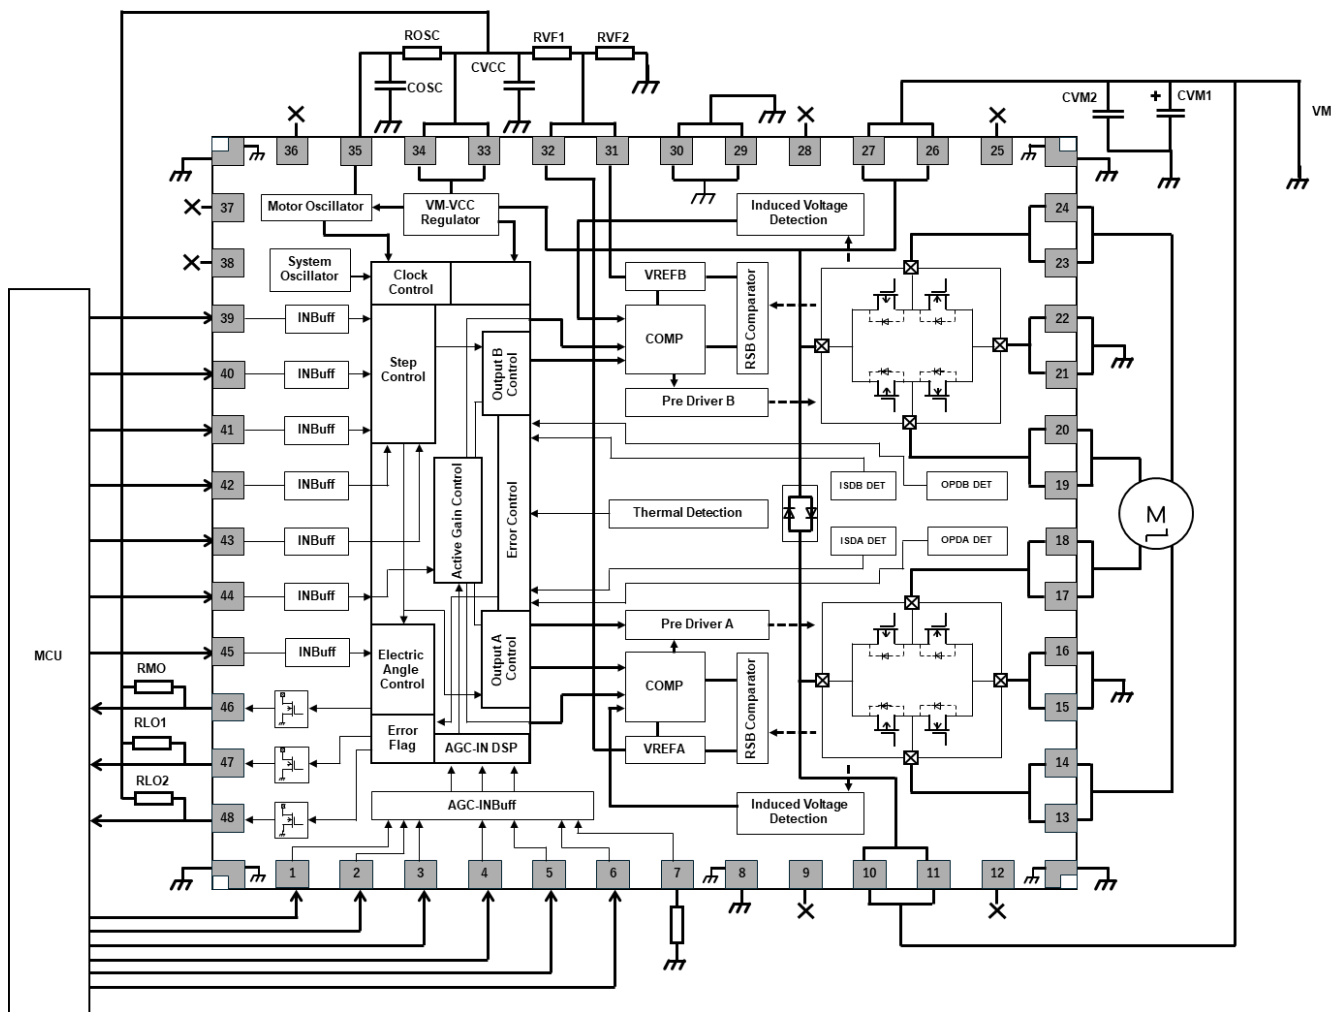 ROSC
RVF1
RVF2
COSC
CVCC
CVM2
+
CVM1
VM
36
35
34
33
32
31
30
29
28
27
26
25
37
Motor Oscillator
VM-VCC
Regulator
Induced Voltage
Detection
24
38
System
Oscillator
Clock
Control
VREFB
RSB Comparator
23
39
INBuff
COMP
22
Step
Control
Output B
Control
40
INBuff
21
Pre Driver B
41
INBuff
20
42
INBuff
ISDB DET
OPDB DET
19
Active Gain Control
Error Control
Thermal Detection
M
43
INBuff
ISDA DET
OPDA DET
18
44
INBuff
17
Pre Driver A
MCU
45
INBuff
Electric
Angle
Control
Output A
Control
COMP
RSB Comparator
16
RMO
46
15
RLO1
Error
Flag
AGC-IN DSP
VREFA
47
14
RLO2
AGC-INBuff
Induced Voltage
Detection
48
13
1
2
3
4
5
6
7
8
9
10
11
12